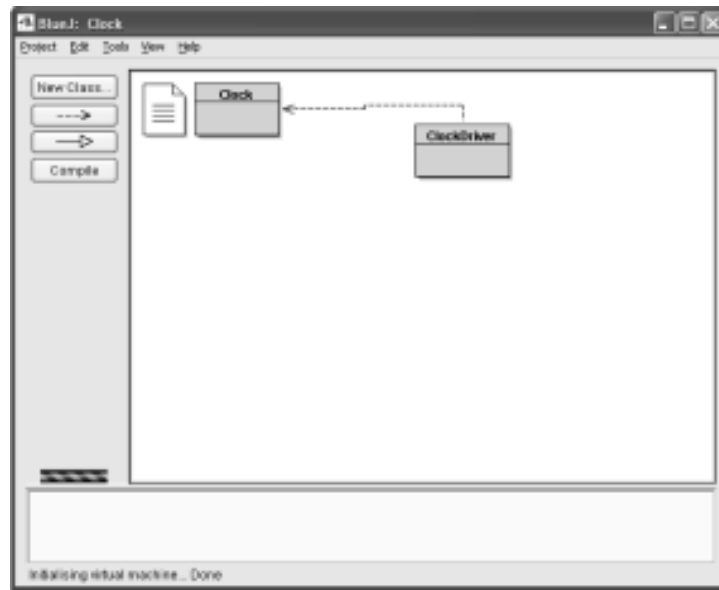 BlueJ: Clock
Project Edit Tools View Help
New Class...
Clock
ClockDriver
Compile
Initialising virtual machine... Done